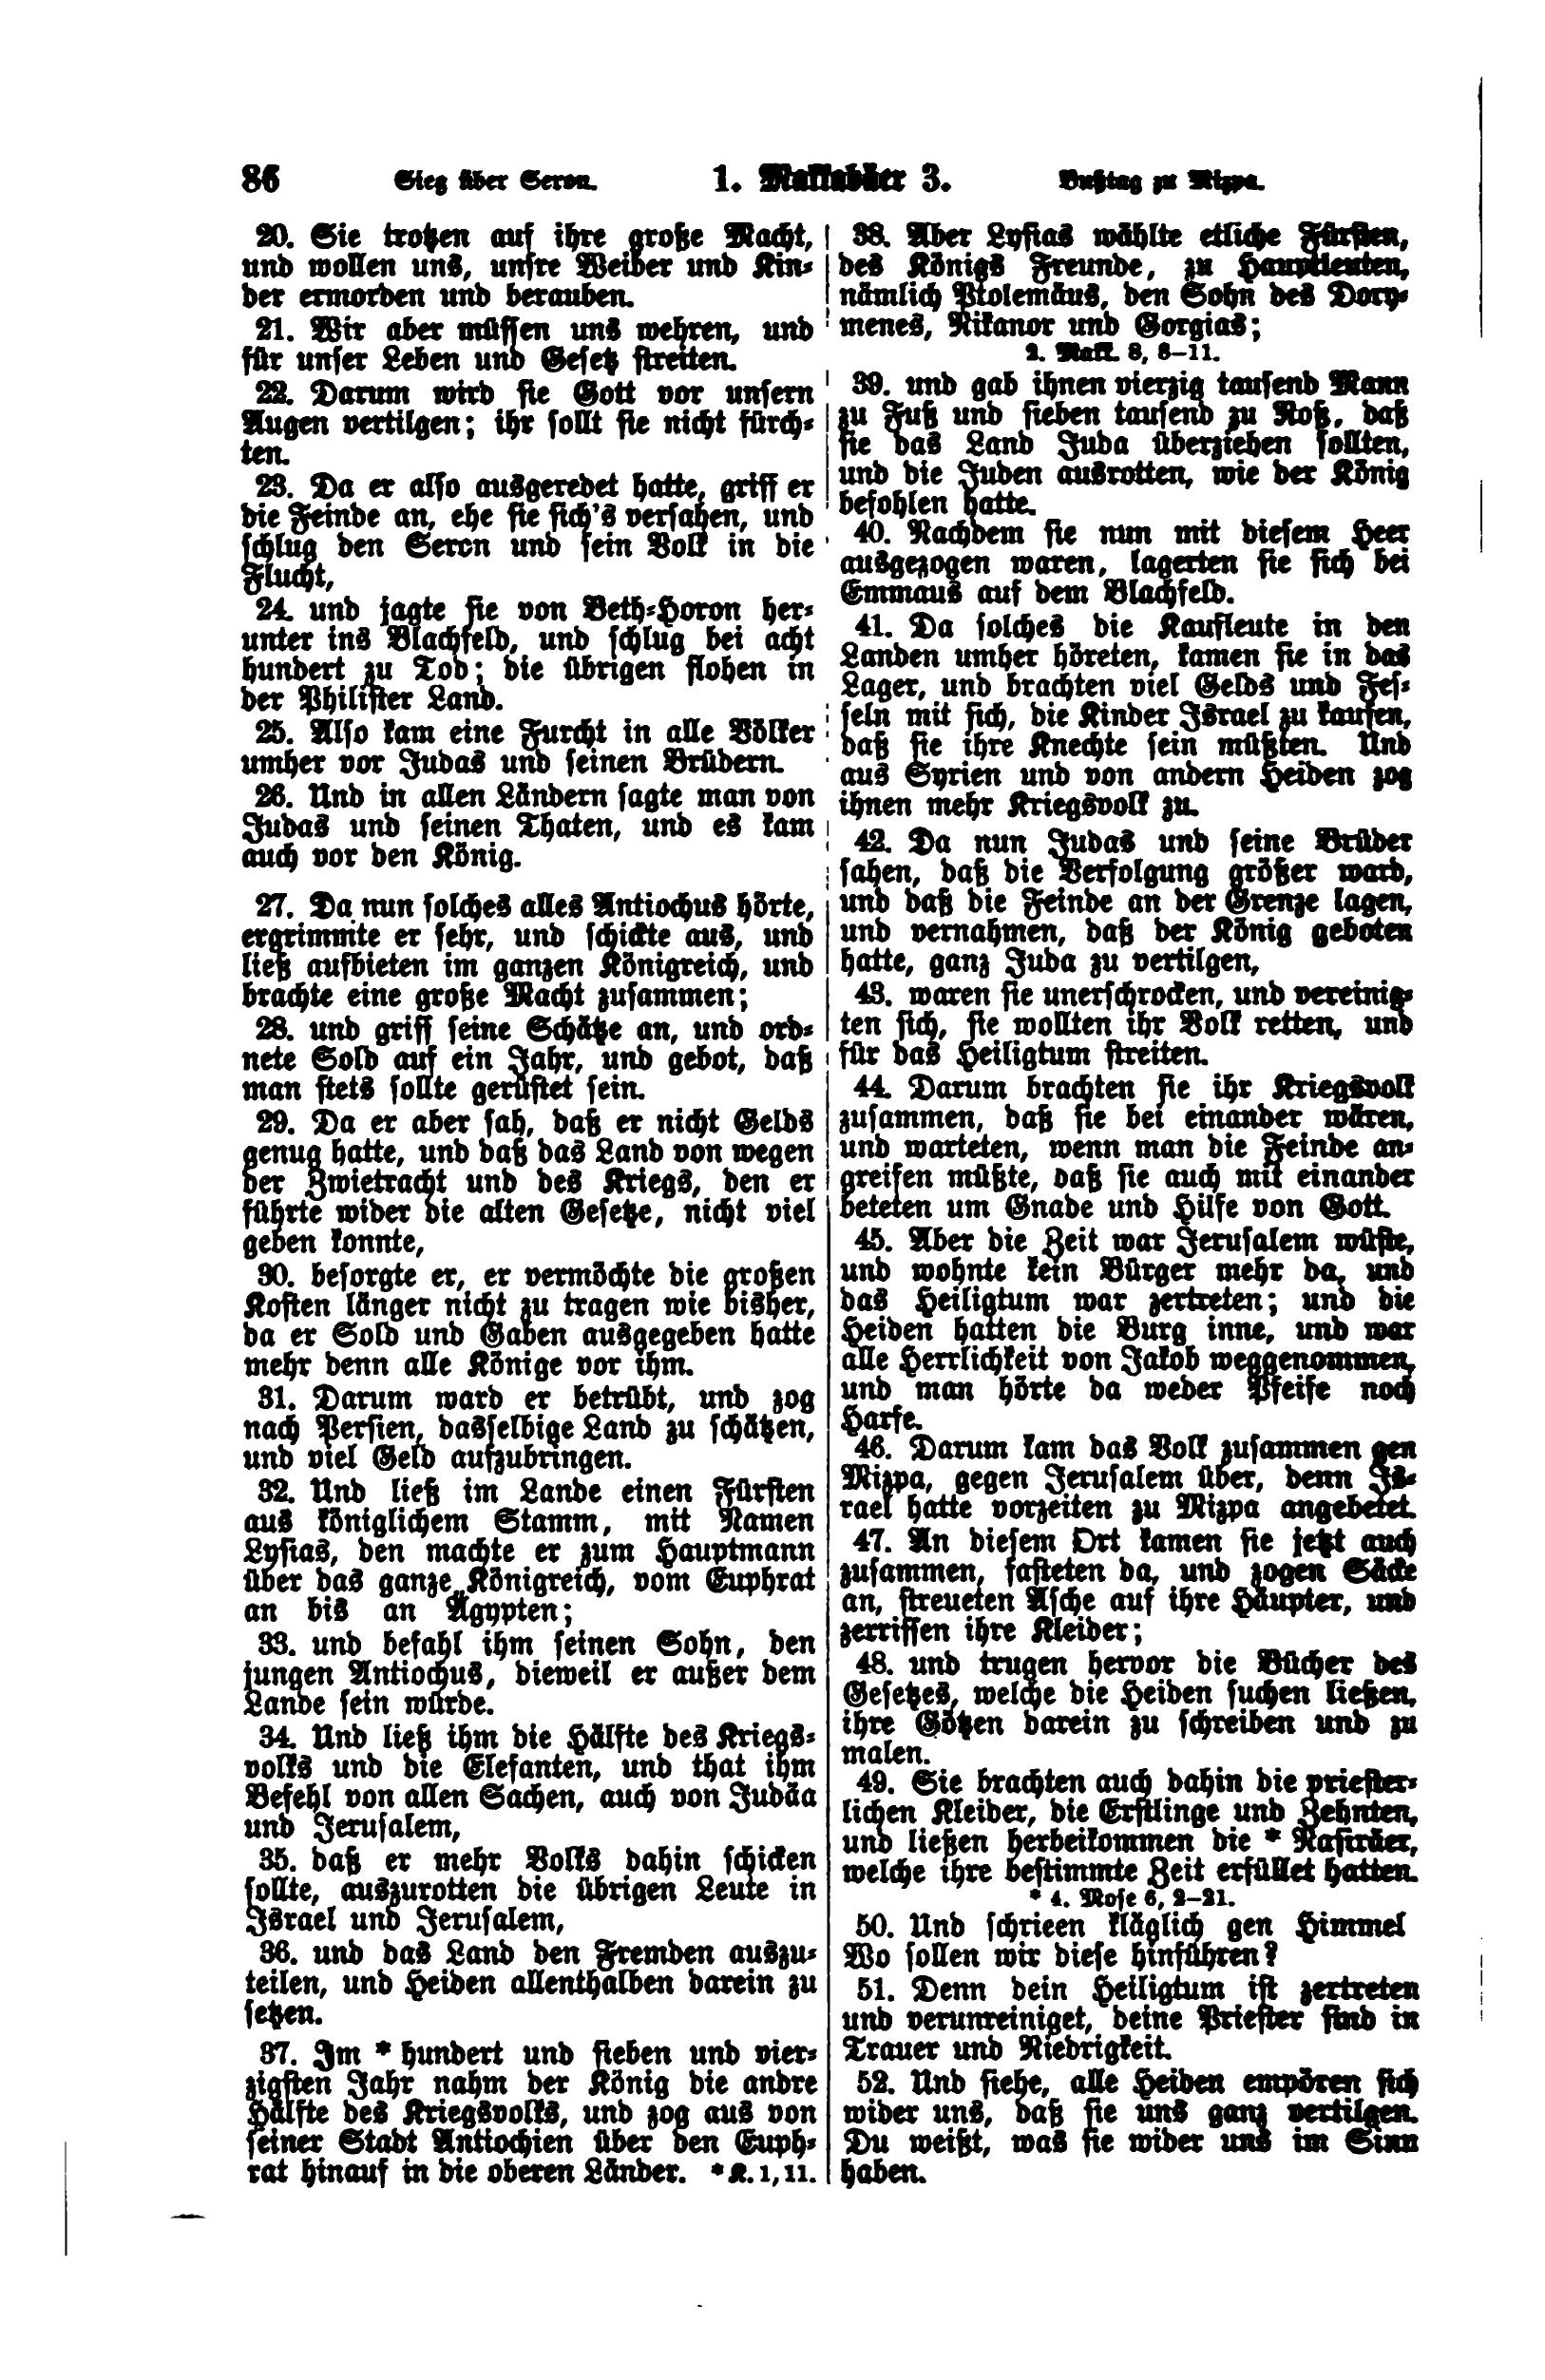 86 Sieg über Seron. 1. Makkabäer 3. Bußtag zu Mizpa.
20. Sie trotzen auf ihre große Macht,
und wollen uns, unsre Weiber und Kin-
der ermorden und berauben.
21. Wir aber müssen uns wehren, und
für unser Leben und Gesetz streiten.
22. Darum wird sie Gott vor unsern
Augen vertilgen; ihr sollt sie nicht fürch-
ten.
23. Da er also ausgeredet hatte, griff er
die Feinde an, ehe sie sich's versahen, und
schlug den Seron und sein Volk in die
Flucht,
24. und jagte sie von Beth-Horon her-
unter ins Blachfeld, und schlug bei acht
hundert zu Tod; die übrigen flohen in
der Philister Land.
25. Also kam eine Furcht in alle Völker
umher vor Judas und seinen Brüdern.
26. Und in allen Ländern sagte man von
Judas und seinen Thaten, und es kam
auch vor den König.
27. Da nun solches alles Antiochus hörte,
ergrimmte er sehr, und schickte aus, und
ließ aufbieten im ganzen Königreich, und
brachte eine große Macht zusammen;
28. und griff seine Schätze an, und ord-
nete Sold auf ein Jahr, und gebot, daß
man stets sollte gerüstet sein.
29. Da er aber sah, daß er nicht Gelds
genug hatte, und daß das Land von wegen
der Zwietracht und des Kriegs, den er
führte wider die alten Gesetze, nicht viel
geben konnte,
30. besorgte er, er vermöchte die großen
Kosten länger nicht zu tragen wie bisher,
da er Sold und Gaben ausgegeben hatte
mehr denn alle Könige vor ihm.
31. Darum ward er betrübt, und zog
nach Persien, dasselbige Land zu schätzen,
und viel Geld aufzubringen.
32. Und ließ im Lande einen Fürsten
aus königlichem Stamm, mit Namen
Lysias, den machte er zum Hauptmann
über das ganze Königreich, vom Euphrat
an bis an Ägypten;
33. und befahl ihm seinen Sohn, den
jungen Antiochus, dieweil er außer dem
Lande sein würde.
34. Und ließ ihm die Hälfte des Kriegs-
volks und die Elefanten, und that ihm
Befehl von allen Sachen, auch von Judäa
und Jerusalem,
35. daß er mehr Volks dahin schicken
sollte, auszurotten die übrigen Leute in
Israel und Jerusalem,
36. und das Land den Fremden auszu-
teilen, und Heiden allenthalben darein zu
setzen.
37. Im * hundert und sieben und vier-
zigsten Jahr nahm der König die andre
Hälfte des Kriegsvolks, und zog aus von
seiner Stadt Antiochien über den Euph-
rat hinauf in die oberen Länder. * K. 1, 11.
38. Aber Lysias wählte etliche Fürsten,
des Königs Freunde, zu Hauptleuten,
nämlich Ptolemäus, den Sohn des Dory-
menes, Nikanor und Gorgias;
2. Makk. 8, 8–11.
39. und gab ihnen vierzig tausend Mann
zu Fuß und sieben tausend zu Roß, daß
sie das Land Juda überziehen sollten,
und die Juden ausrotten, wie der König
befohlen hatte.
40. Nachdem sie nun mit diesem Heer
ausgezogen waren, lagerten sie sich bei
Emmaus auf dem Blachfeld.
41. Da solches die Kaufleute in den
Landen umher höreten, kamen sie in das
Lager, und brachten viel Gelds und Fes-
seln mit sich, die Kinder Israel zu kaufen,
daß sie ihre Knechte sein müßten. Und
aus Syrien und von andern Heiden zog
ihnen mehr Kriegsvolk zu.
42. Da nun Judas und seine Brüder
sahen, daß die Verfolgung größer ward,
und daß die Feinde an der Grenze lagen,
und vernahmen, daß der König geboten
hatte, ganz Juda zu vertilgen,
43. waren sie unerschrocken, und vereinig-
ten sich, sie wollten ihr Volk retten, und
für das Heiligtum streiten.
44. Darum brachten sie ihr Kriegsvolk
zusammen, daß sie bei einander wären,
und warteten, wenn man die Feinde an-
greifen müßte, daß sie auch mit einander
beteten um Gnade und Hilfe von Gott.
45. Aber die Zeit war Jerusalem wüste,
und wohnte kein Bürger mehr da, und
das Heiligtum war zertreten; und die
Heiden hatten die Burg inne, und war
alle Herrlichkeit von Jakob weggenommen,
und man hörte da weder Pfeife noch
Harfe.
46. Darum kam das Volk zusammen gen
Mizpa, gegen Jerusalem über, denn Is-
rael hatte vorzeiten zu Mizpa angebetet.
47. An diesem Ort kamen sie jetzt auch
zusammen, fasteten da, und zogen Säcke
an, streueten Asche auf ihre Häupter, und
zerrissen ihre Kleider;
48. und trugen hervor die Bücher des
Gesetzes, welche die Heiden suchen ließen,
ihre Götzen darein zu schreiben und zu
malen.
49. Sie brachten auch dahin die priester-
lichen Kleider, die Erstlinge und Zehnten,
und ließen herbeikommen die * Nasiräer,
welche ihre bestimmte Zeit erfüllet hatten.
* 4. Mose 6, 2–21.
50. Und schrieen kläglich gen Himmel
Wo sollen wir diese hinführen?
51. Denn dein Heiligtum ist zertreten
und verunreiniget, deine Priester sind in
Trauer und Niedrigkeit.
52. Und siehe, alle Heiden empören sich
wider uns, daß sie uns ganz vertilgen.
Du weißt, was sie wider uns im Sinn
haben.